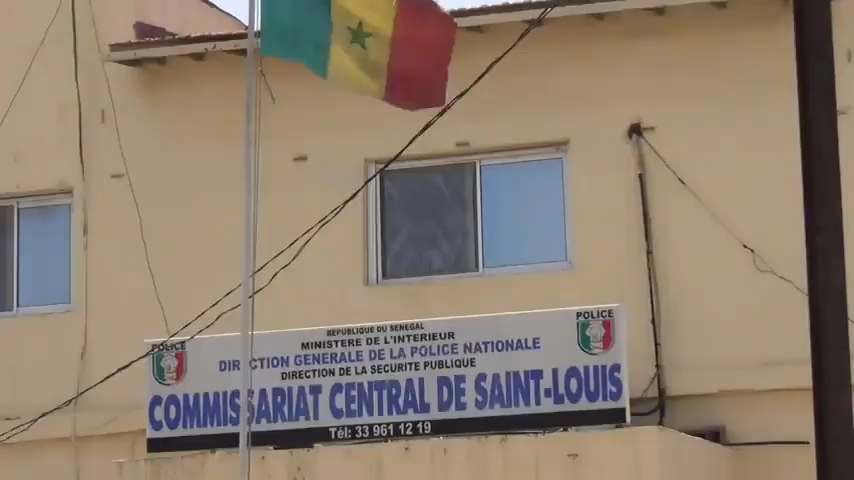 POLICE
POLICE
REPUBLIQUE DU SENEGAL
MINISTERE DE L'INTERIEUR
DIRECTION GENERALE DE LA POLICE NATIONALE
DIRECTION DE LA SECURITE PUBLIQUE
COMMISSARIAT CENTRAL DE SAINT-LOUIS
Tél: 33 961 12 19